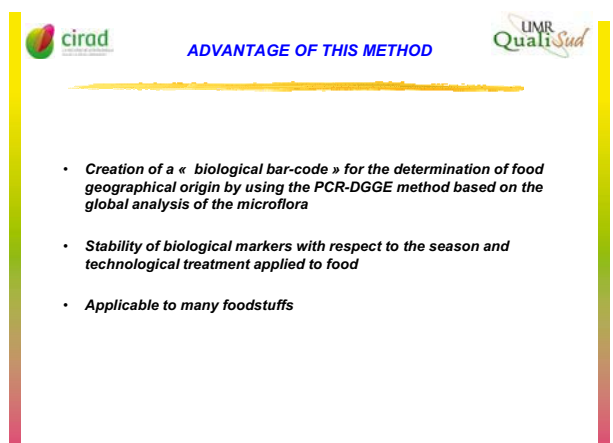 cirad
ADVANTAGE OF THIS METHOD
UMR
QualiSud
• Creation of a « biological bar-code » for the determination of food
geographical origin by using the PCR-DGGE method based on the
global analysis of the microflora
• Stability of biological markers with respect to the season and
technological treatment applied to food
• Applicable to many foodstuffs